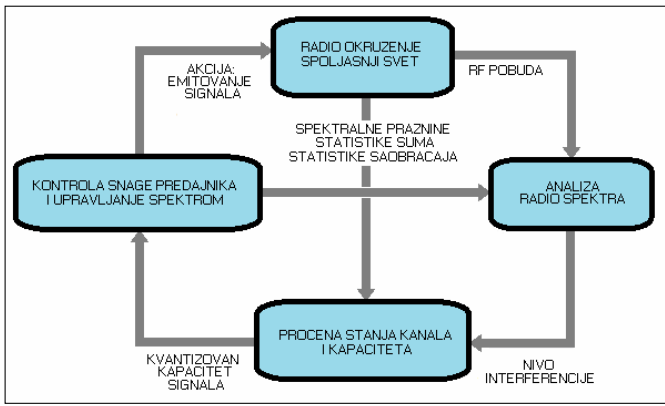 RADIO OKRUZENJE
SPOLJASNJI SVET
AKCIJA:
EMITOVANJE
SIGNALA
RF POBUDA
SPEKTRALNE PRAZNINE
STATISTIKE SUMA
STATISTIKE SAOBRACAJA
KONTROLA SNAGE PREDAJNIKA
I UPRAVLJANJE SPEKTROM
ANALIZA
RADIO SPEKTRA
PROCENA STANJA KANALA
I KAPACITETA
KVANTIZOVAN
KAPACITET
SIGNALA
NIVO
INTERFERENCIJE